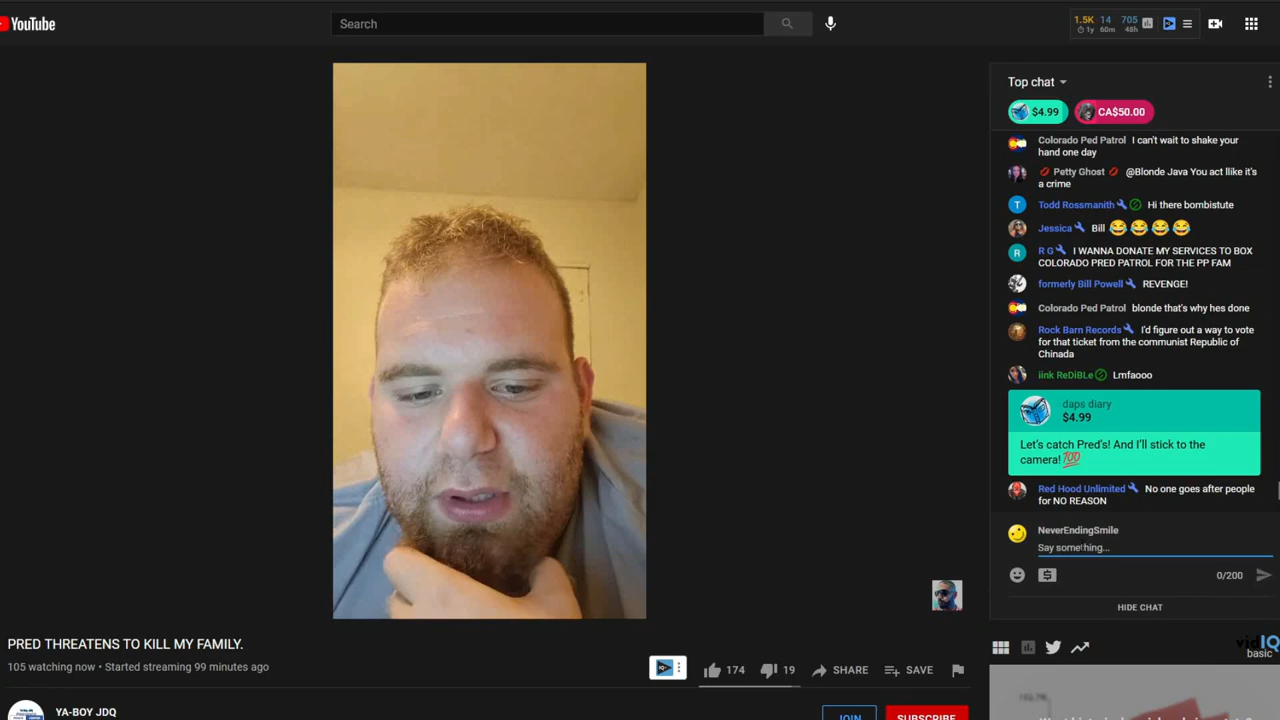 YouTube
Search
1.5K 14 705
1y 60m 48h
Top chat
$4.99 CA$50.00
Colorado Ped Patrol I can't wait to shake your
hand one day
Petty Ghost @Blonde Java You act llike it's
a crime
Todd Rossmanith Hi there bombistute
Jessica Bill 😂 😂 😂 😂
R G I WANNA DONATE MY SERVICES TO BOX
COLORADO PRED PATROL FOR THE PP FAM
formerly Bill Powell REVENGE!
Colorado Ped Patrol blonde that's why hes done
Rock Barn Records I'd figure out a way to vote
for that ticket from the communist Republic of
Chinada
iink ReDiBLe Lmfaooo
daps diary
$4.99
Let's catch Pred's! And I'll stick to the
camera! 💯
Red Hood Unlimited No one goes after people
for NO REASON
NeverEndingSmile
Say something...
0/200
HIDE CHAT
PRED THREATENS TO KILL MY FAMILY.
105 watching now • Started streaming 99 minutes ago
174 19 SHARE SAVE
vidIQ
basic
YA-BOY JDQ
JOIN SUBSCRIBE